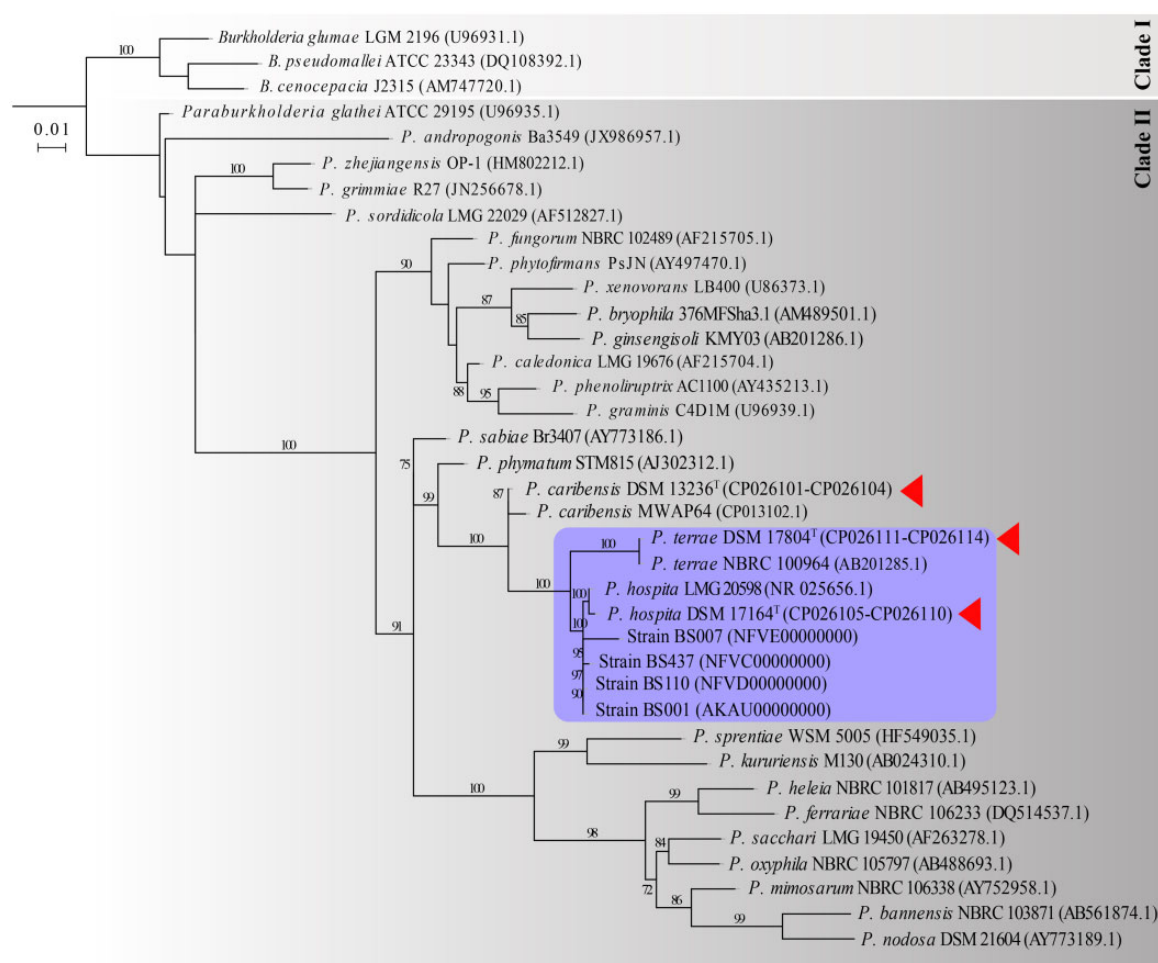 Clade I
100
Burkholderia glumae LGM 2196 (U96931.1)
B. pseudomallei ATCC 23343 (DQ108392.1)
B. cenocepacia J2315 (AM747720.1)
0.01
Clade II
Paraburkholderia glathei ATCC 29195 (U96935.1)
P. andropogonis Ba3549 (JX986957.1)
100
P. zhejiangensis OP-1 (HM802212.1)
P. grimmiae R27 (JN256678.1)
P. sordidicola LMG 22029 (AF512827.1)
P. fungorum NBRC 102489 (AF215705.1)
90
P. phytofirmans PsJN (AY497470.1)
P. xenovorans LB400 (U86373.1)
87
P. bryophila 376MFSha3.1 (AM489501.1)
85
P. ginsengisoli KMY03 (AB201286.1)
P. caledonica LMG 19676 (AF215704.1)
88
P. phenoliruptrix AC1100 (AY435213.1)
95
P. graminis C4D1M (U96939.1)
100
P. sabiae Br3407 (AY773186.1)
75
P. phymatum STM815 (AJ302312.1)
99
87
P. caribensis DSM 13236T (CP026101-CP026104)
P. caribensis MWAP64 (CP013102.1)
100
P. terrae DSM 17804T (CP026111-CP026114)
100
P. terrae NBRC 100964 (AB201285.1)
100
P. hospita LMG 20598 (NR 025656.1)
100
P. hospita DSM 17164T (CP026105-CP026110)
100
91
Strain BS007 (NFVE00000000)
95
Strain BS437 (NFVC00000000)
97
Strain BS110 (NFVD00000000)
90
Strain BS001 (AKAU00000000)
P. sprentiae WSM 5005 (HF549035.1)
99
P. kururiensis M130 (AB024310.1)
100
P. heleia NBRC 101817 (AB495123.1)
99
P. ferrariae NBRC 106233 (DQ514537.1)
98
P. sacchari LMG 19450 (AF263278.1)
84
P. oxyphila NBRC 105797 (AB488693.1)
72
P. mimosarum NBRC 106338 (AY752958.1)
86
P. bannensis NBRC 103871 (AB561874.1)
99
P. nodosa DSM 21604 (AY773189.1)